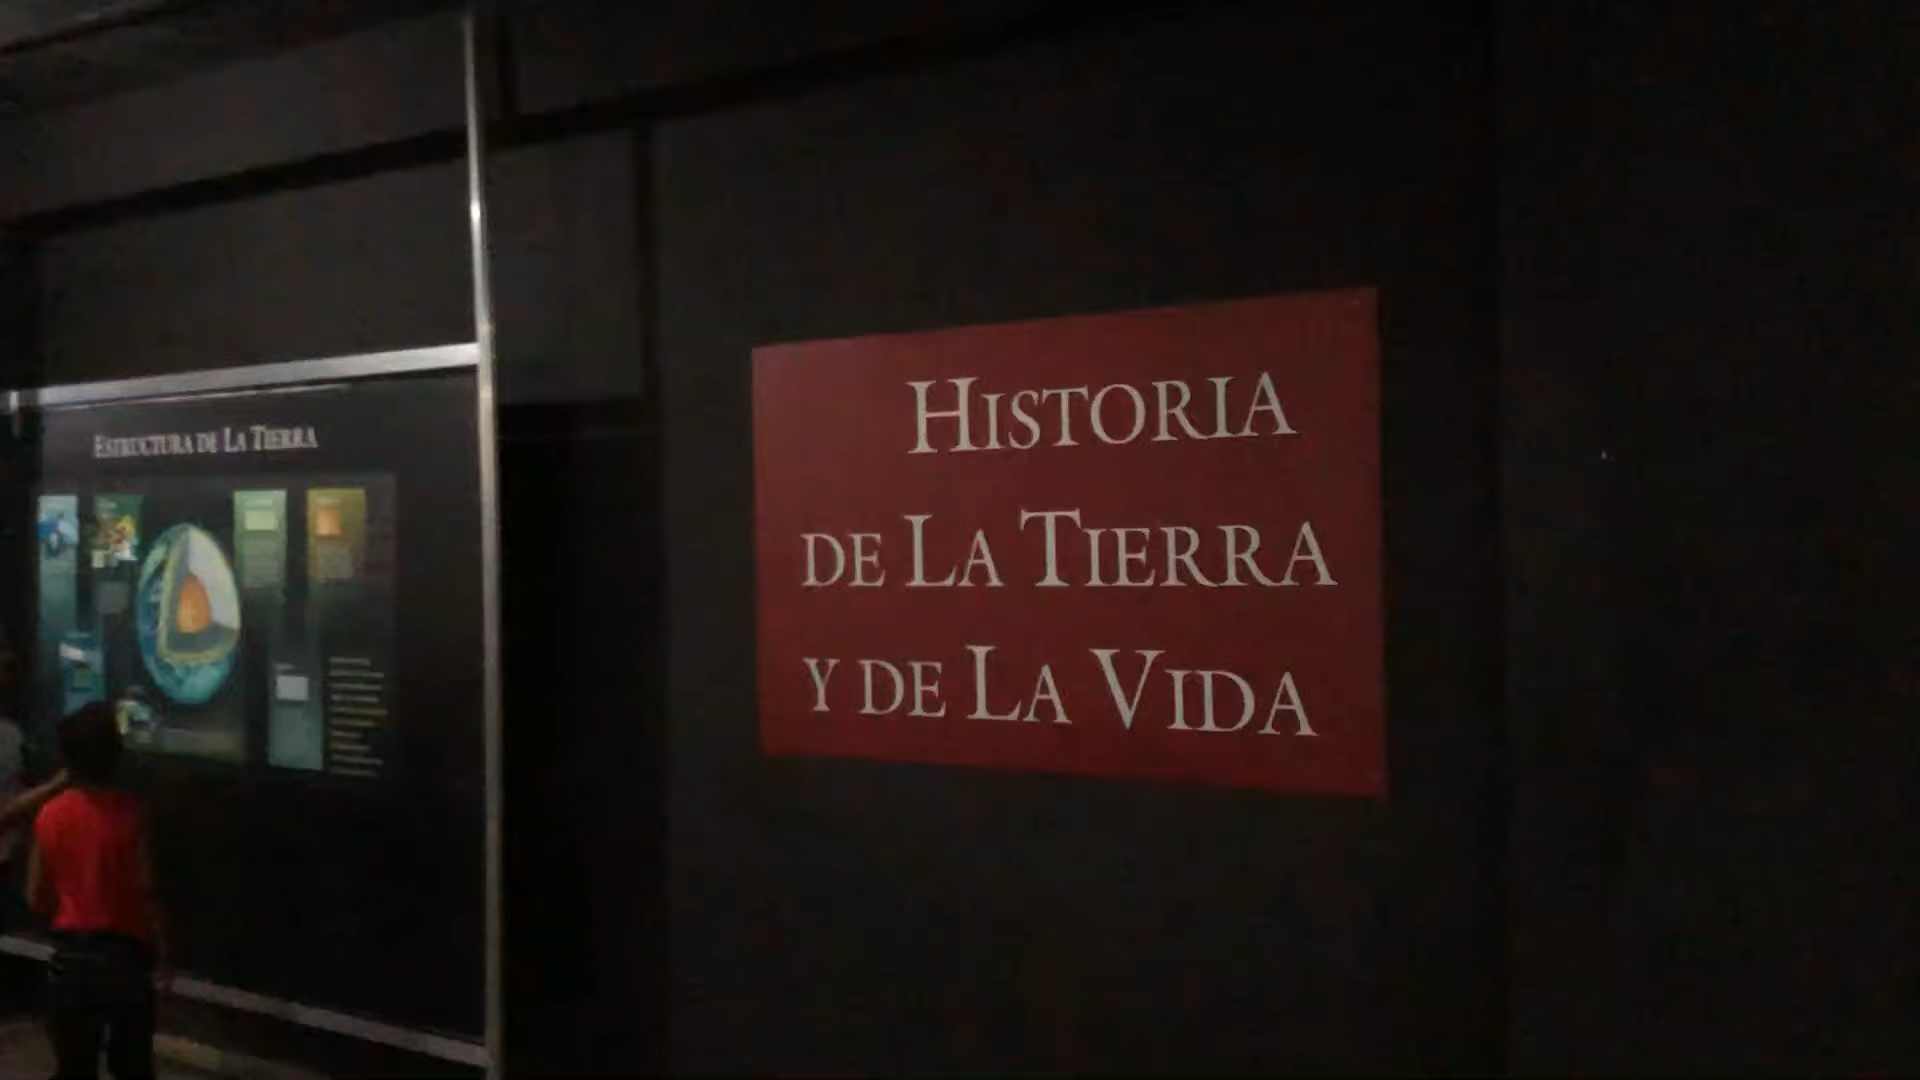 ESTRUCTURA DE LA TIERRA
HISTORIA
DE LA TIERRA
Y DE LA VIDA